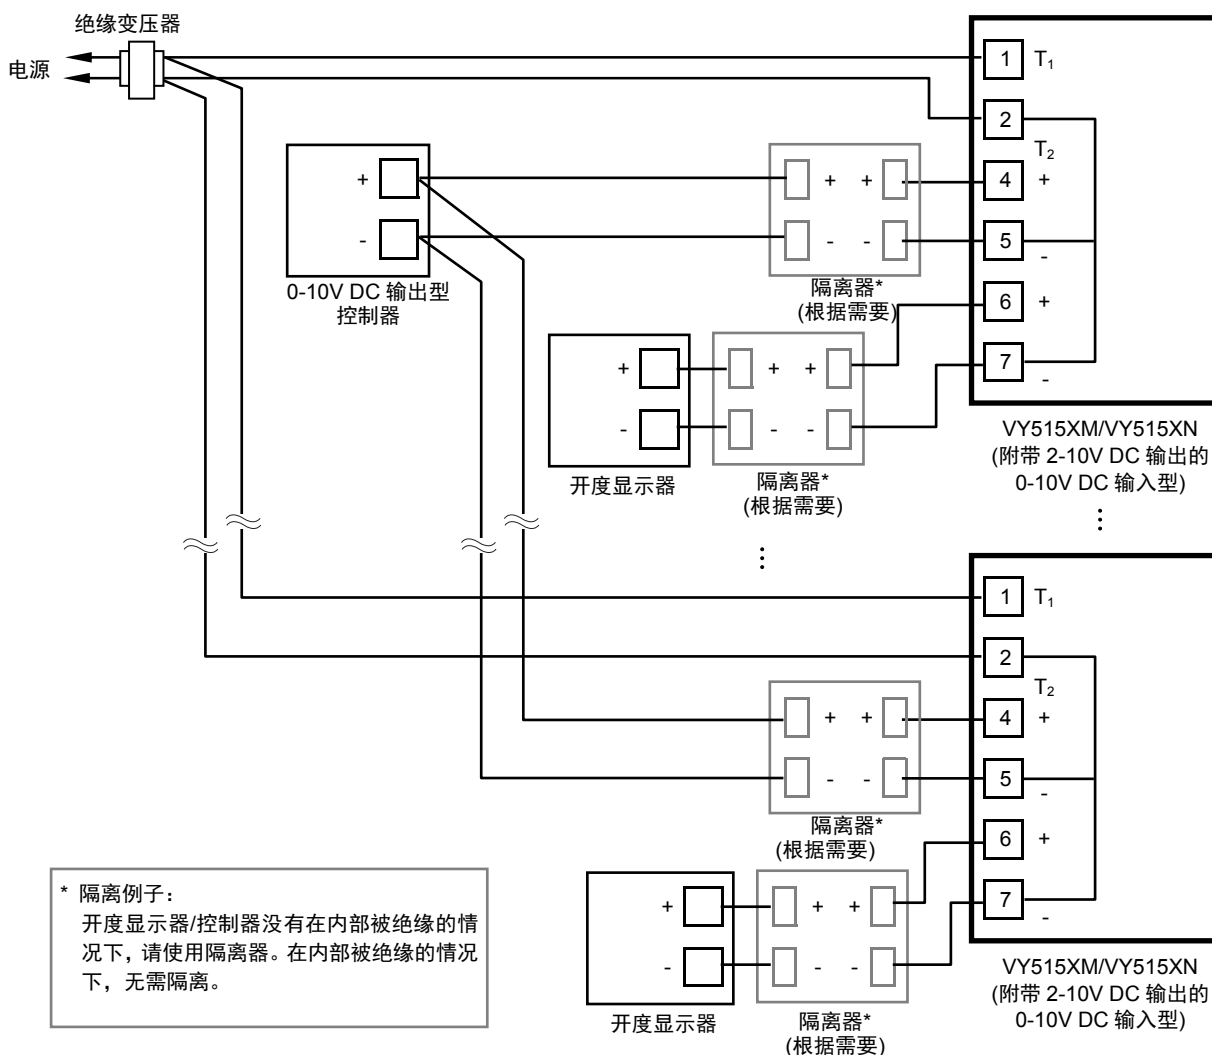 绝缘变压器
电源
1 T₁
2
T₂
+ + + 4 +
- - - 5 -
0-10V DC 输出型
控制器
隔离器*
(根据需要)
6 +
+ + + 7 -
- - -
开度显示器
隔离器*
(根据需要)
VY515XM/VY515XN
(附带 2-10V DC 输出的
0-10V DC 输入型)
⋮
⋮
1 T₁
2
T₂
+ + 4 +
- - 5 -
隔离器*
(根据需要)
6 +
+ + + 7 -
- - -
开度显示器
隔离器*
(根据需要)
VY515XM/VY515XN
(附带 2-10V DC 输出的
0-10V DC 输入型)
* 隔离例子：
开度显示器/控制器没有在内部被绝缘的情
况下，请使用隔离器。在内部被绝缘的情况
下，无需隔离。